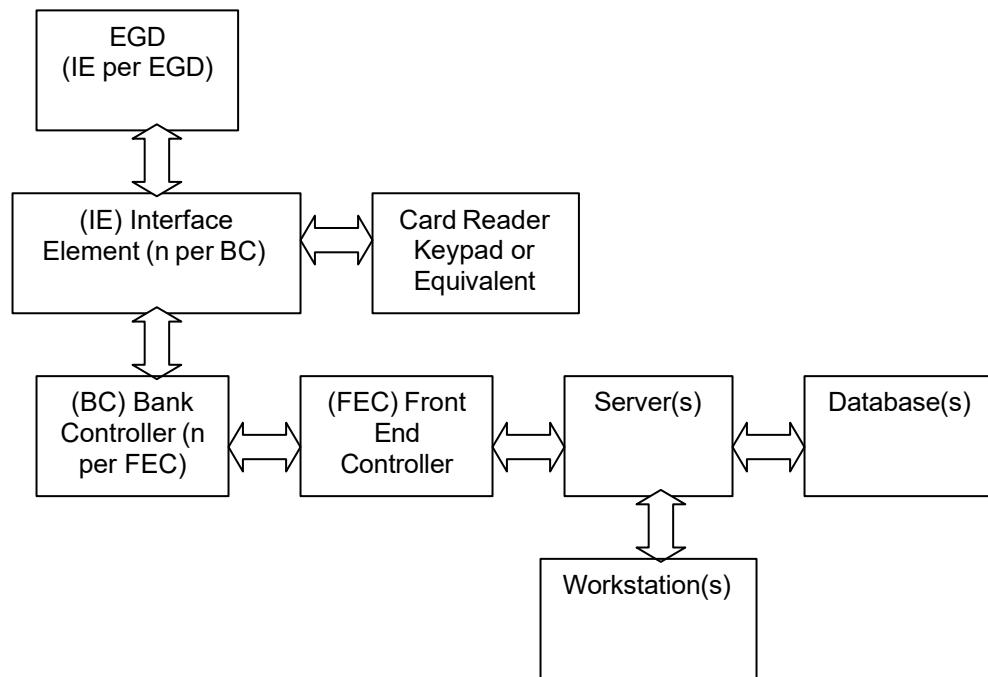 EGD
(IE per EGD)
(IE) Interface
Element (n per BC)
Card Reader
Keypad or
Equivalent
(BC) Bank
Controller (n
per FEC)
(FEC) Front
End
Controller
Server(s)
Database(s)
Workstation(s)